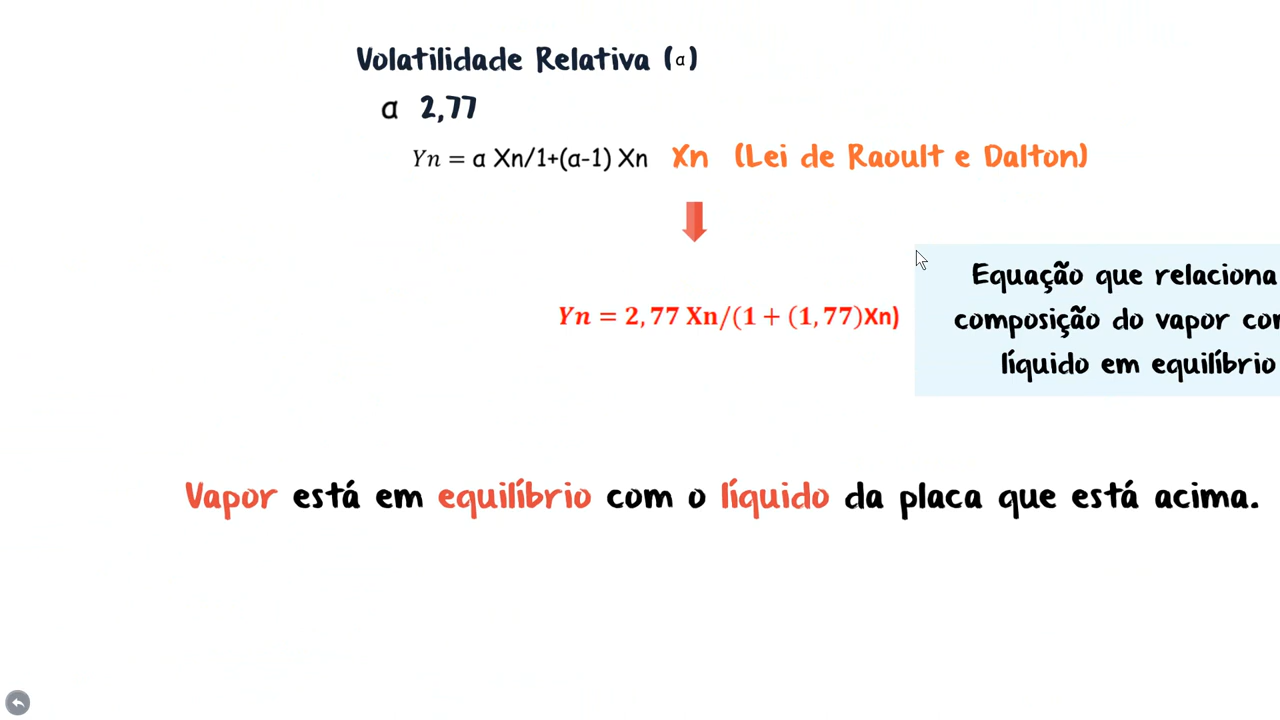 Volatilidade Relativa (α)
α 2,77
Yn = α Xn/1+(α-1) Xn Xn (Lei de Raoult e Dalton)
Yn = 2,77 Xn/(1 + (1,77)Xn)
Equação que relaciona
composição do vapor
líquido em equilíbrio
Vapor está em equilíbrio com o líquido da placa que está acima.